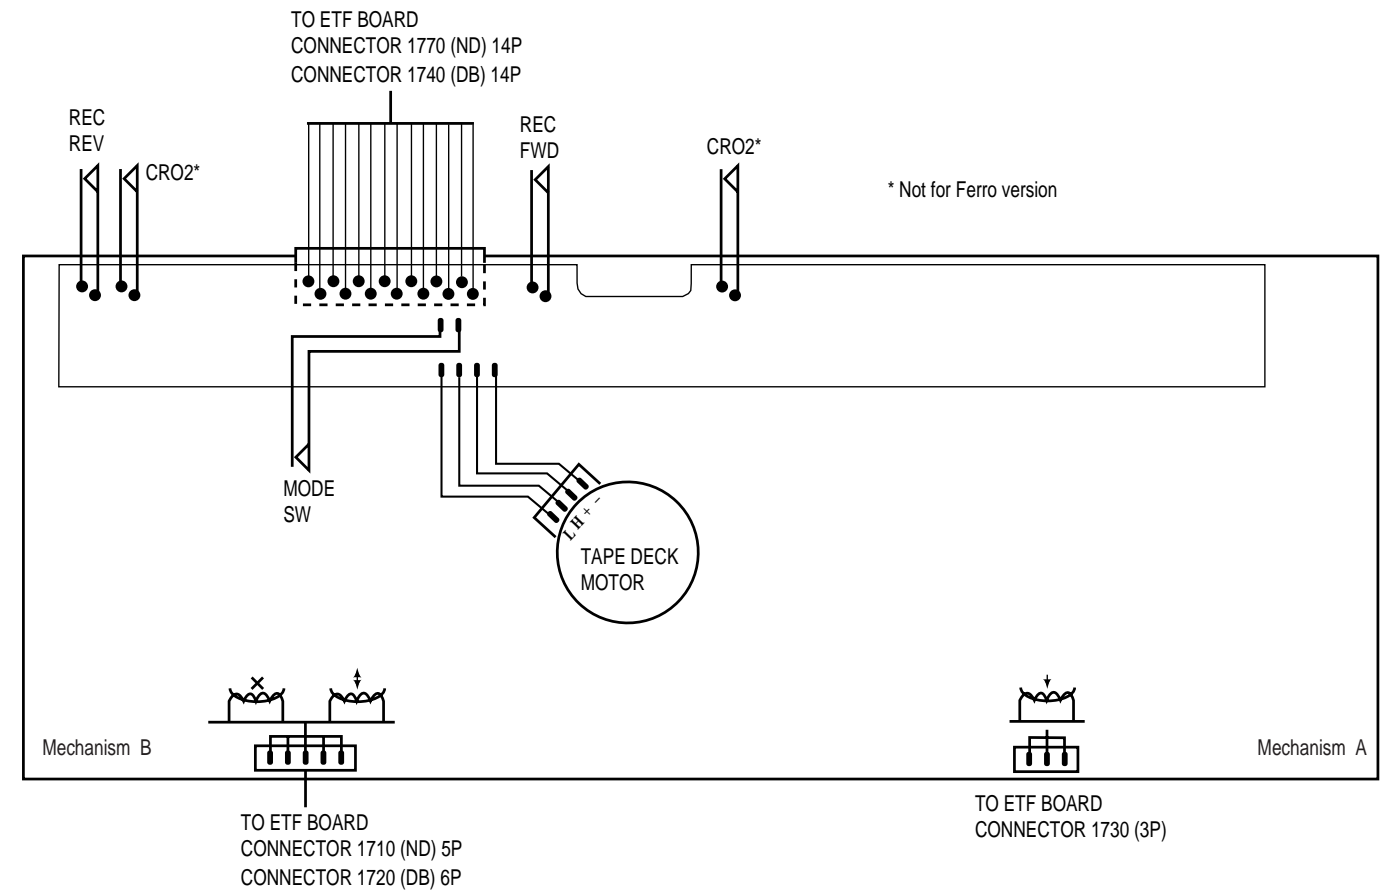 TO ETF BOARD
CONNECTOR 1770 (ND) 14P
CONNECTOR 1740 (DB) 14P
REC
REV
CRO2*
REC
FWD
CRO2*
* Not for Ferro version
MODE
SW
L H + -
TAPE DECK
MOTOR
Mechanism B
Mechanism A
TO ETF BOARD
CONNECTOR 1710 (ND) 5P
CONNECTOR 1720 (DB) 6P
TO ETF BOARD
CONNECTOR 1730 (3P)